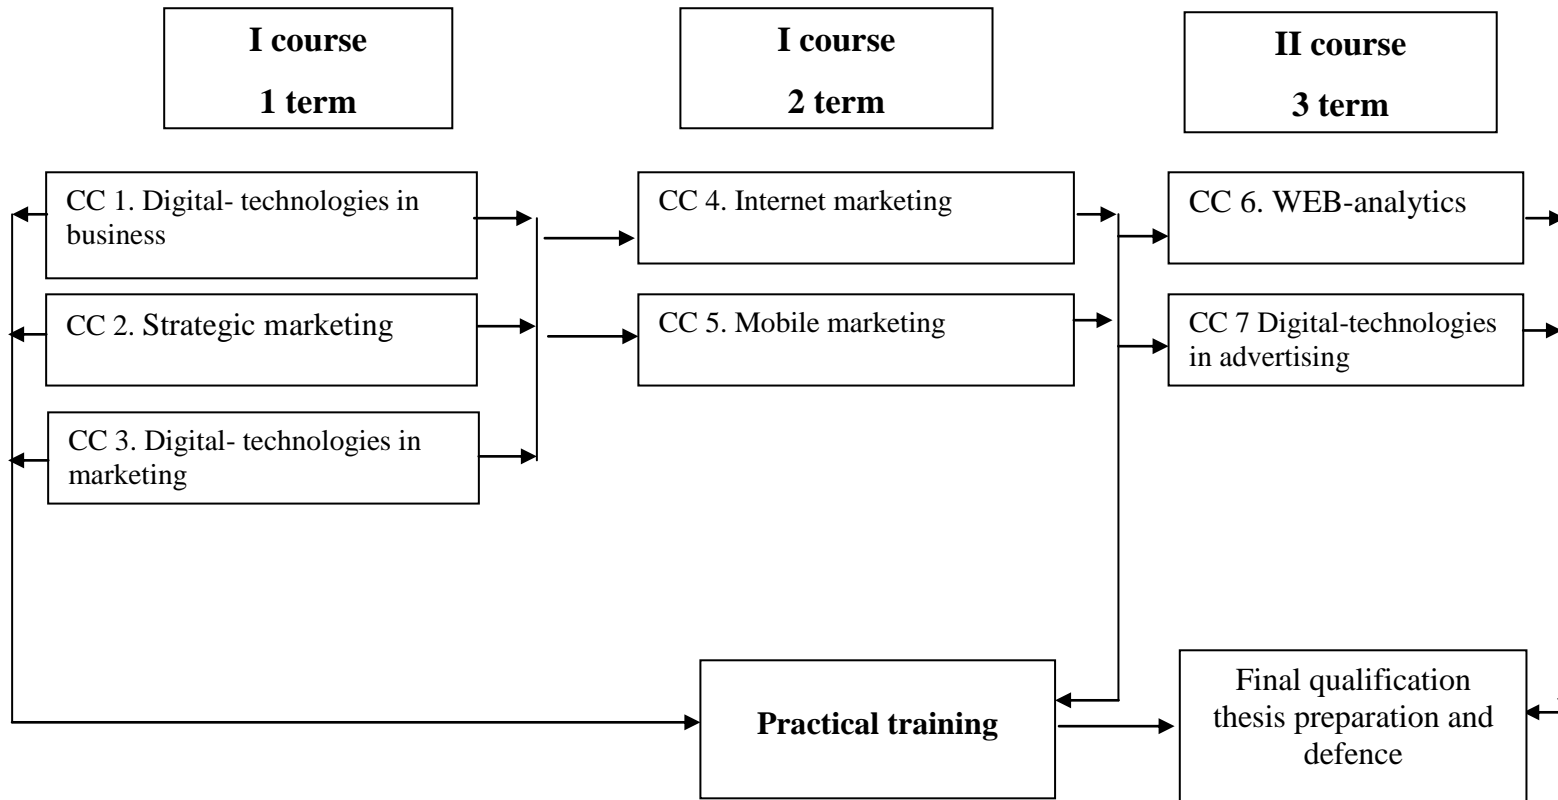 I course
1 term
I course
2 term
II course
3 term
CC 1. Digital- technologies in
business
CC 4. Internet marketing
CC 6. WEB-analytics
CC 2. Strategic marketing
CC 5. Mobile marketing
CC 7 Digital-technologies
in advertising
CC 3. Digital- technologies in
marketing
Practical training
Final qualification
thesis preparation and
defence